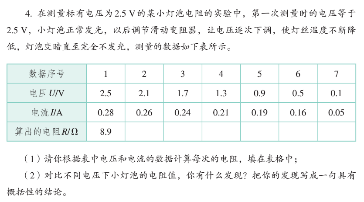 4. 在测量标有电压为2.5 V的某小灯泡电阻的实验中，第一次测量时的电压等于
2.5 V，小灯泡正常发光，以后调节滑动变阻器，让电压逐次下调，使灯丝温度不断降
低，灯泡变暗直至完全不发光，测量的数据如下表所示。
数据序号 1 2 3 4 5 6 7
电压U/V 2.5 2.1 1.7 1.3 0.9 0.5 0.1
电流I/A 0.28 0.26 0.24 0.21 0.19 0.16 0.05
算出的电阻R/Ω 8.9
（1）请你根据表中电压和电流的数据计算每次的电阻，填在表格中；
（2）对比不同电压下小灯泡的电阻值，你有什么发现？把你的发现写成一句具有
概括性的结论。